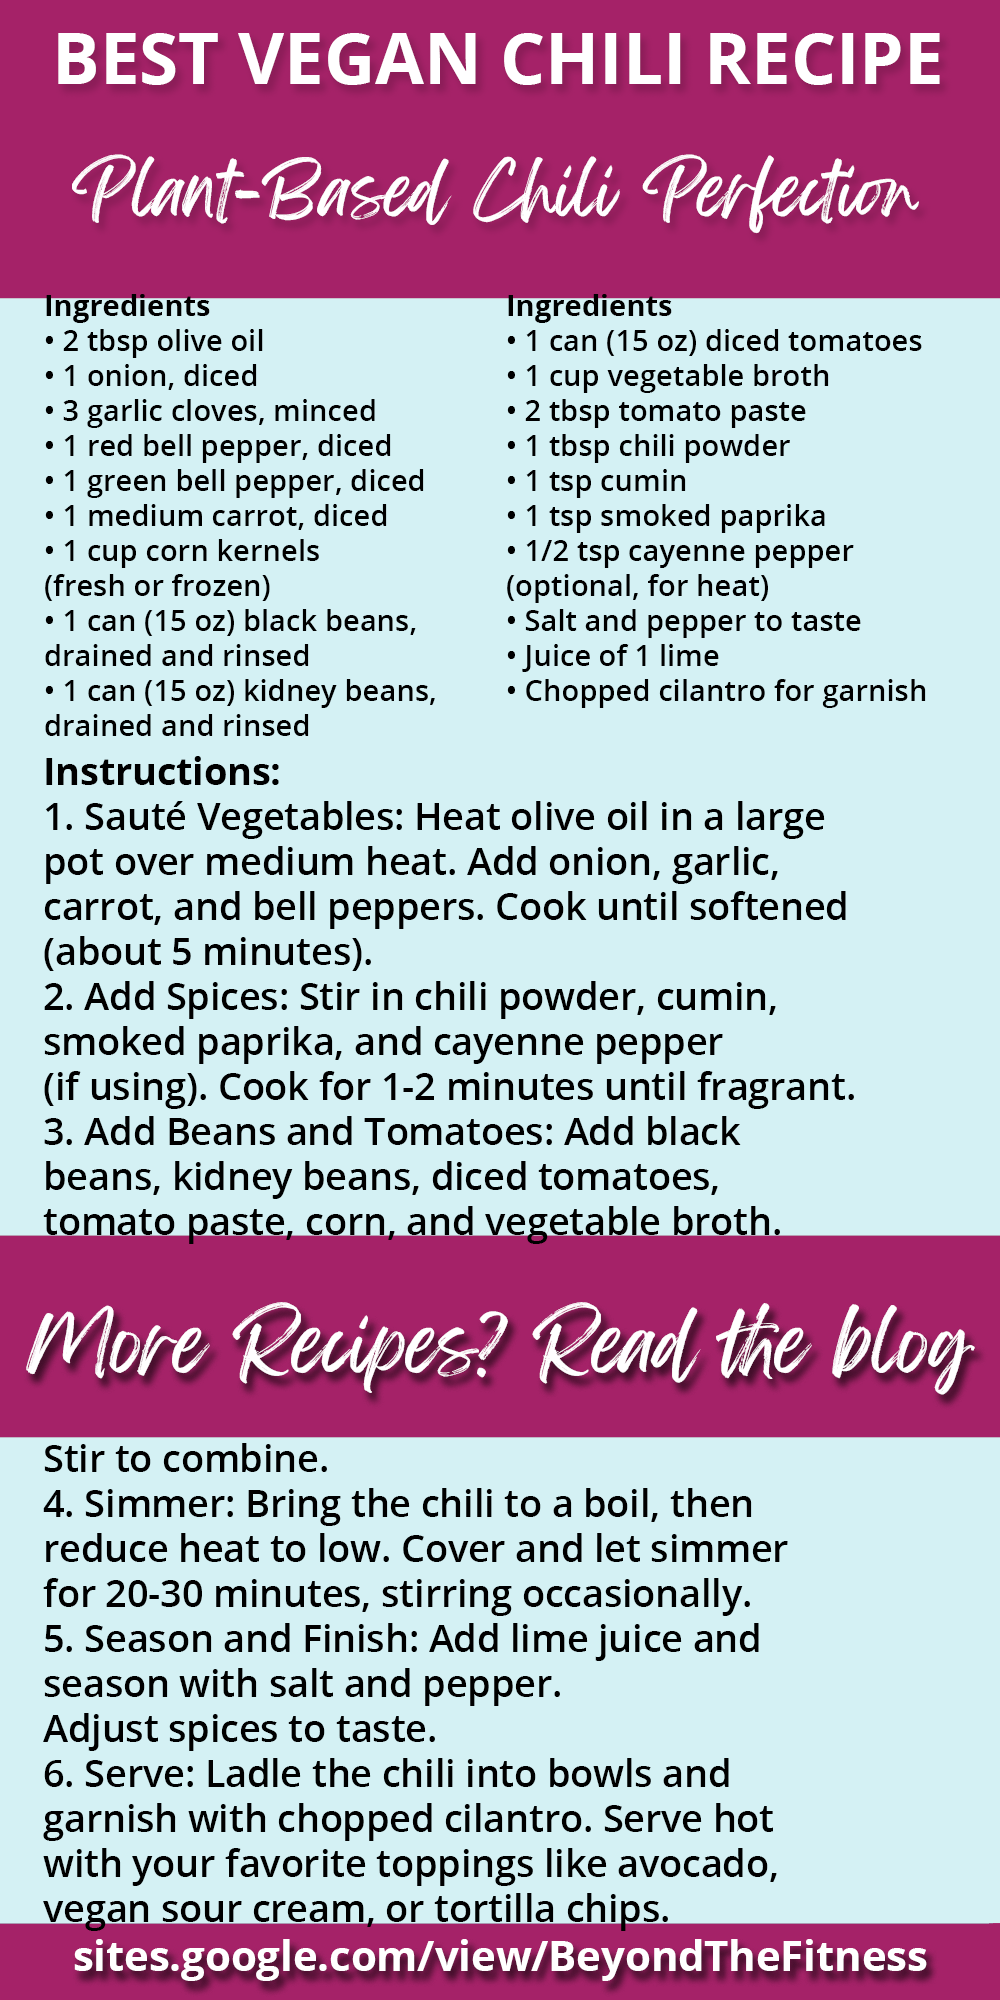 BEST VEGAN CHILI RECIPE
Plant-Based Chili Perfection
Ingredients
• 2 tbsp olive oil
• 1 onion, diced
• 3 garlic cloves, minced
• 1 red bell pepper, diced
• 1 green bell pepper, diced
• 1 medium carrot, diced
• 1 cup corn kernels
(fresh or frozen)
• 1 can (15 oz) black beans,
drained and rinsed
• 1 can (15 oz) kidney beans,
drained and rinsed
Ingredients
• 1 can (15 oz) diced tomatoes
• 1 cup vegetable broth
• 2 tbsp tomato paste
• 1 tbsp chili powder
• 1 tsp cumin
• 1 tsp smoked paprika
• 1/2 tsp cayenne pepper
(optional, for heat)
• Salt and pepper to taste
• Juice of 1 lime
• Chopped cilantro for garnish
Instructions:
1. Sauté Vegetables: Heat olive oil in a large
pot over medium heat. Add onion, garlic,
carrot, and bell peppers. Cook until softened
(about 5 minutes).
2. Add Spices: Stir in chili powder, cumin,
smoked paprika, and cayenne pepper
(if using). Cook for 1-2 minutes until fragrant.
3. Add Beans and Tomatoes: Add black
beans, kidney beans, diced tomatoes,
tomato paste, corn, and vegetable broth.
More Recipes? Read the blog
Stir to combine.
4. Simmer: Bring the chili to a boil, then
reduce heat to low. Cover and let simmer
for 20-30 minutes, stirring occasionally.
5. Season and Finish: Add lime juice and
season with salt and pepper.
Adjust spices to taste.
6. Serve: Ladle the chili into bowls and
garnish with chopped cilantro. Serve hot
with your favorite toppings like avocado,
vegan sour cream, or tortilla chips.
sites.google.com/view/BeyondTheFitness